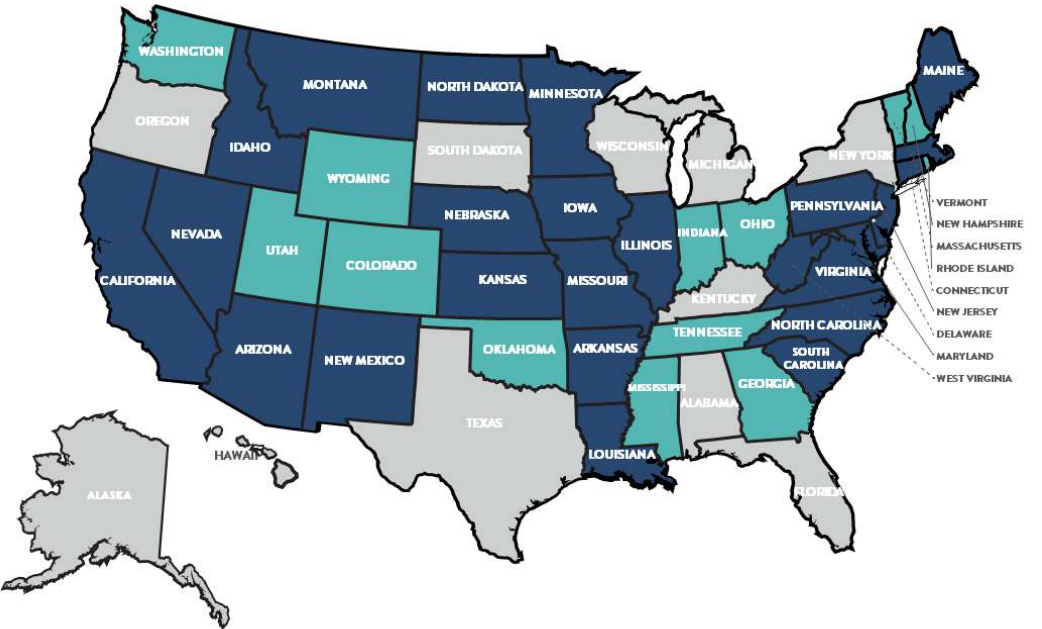 WASHINGTON
MONTANA
NORTH DAKOTA
MINNESOTA
MAINE
OREGON
IDAHO
SOUTH DAKOTA
WISCONSIN
MICHIGAN
NEW YORK
WYOMING
NEBRASKA
IOWA
PENNSYLVANIA
VERMONT
NEW HAMPSHIRE
MASSACHUSETTS
RHODE ISLAND
CONNECTICUT
NEW JERSEY
DELAWARE
MARYLAND
WEST VIRGINIA
NEVADA
UTAH
COLORADO
CALIFORNIA
KANSAS
MISSOURI
ILLINOIS
INDIANA
OHIO
VIRGINIA
KENTUCKY
ARIZONA
NEW MEXICO
OKLAHOMA
ARKANSAS
TENNESSEE
NORTH CAROLINA
SOUTH
CAROLINA
MISSISSIPPI
ALABAMA
GEORGIA
TEXAS
LOUISIANA
FLORIDA
HAWAII
ALASKA